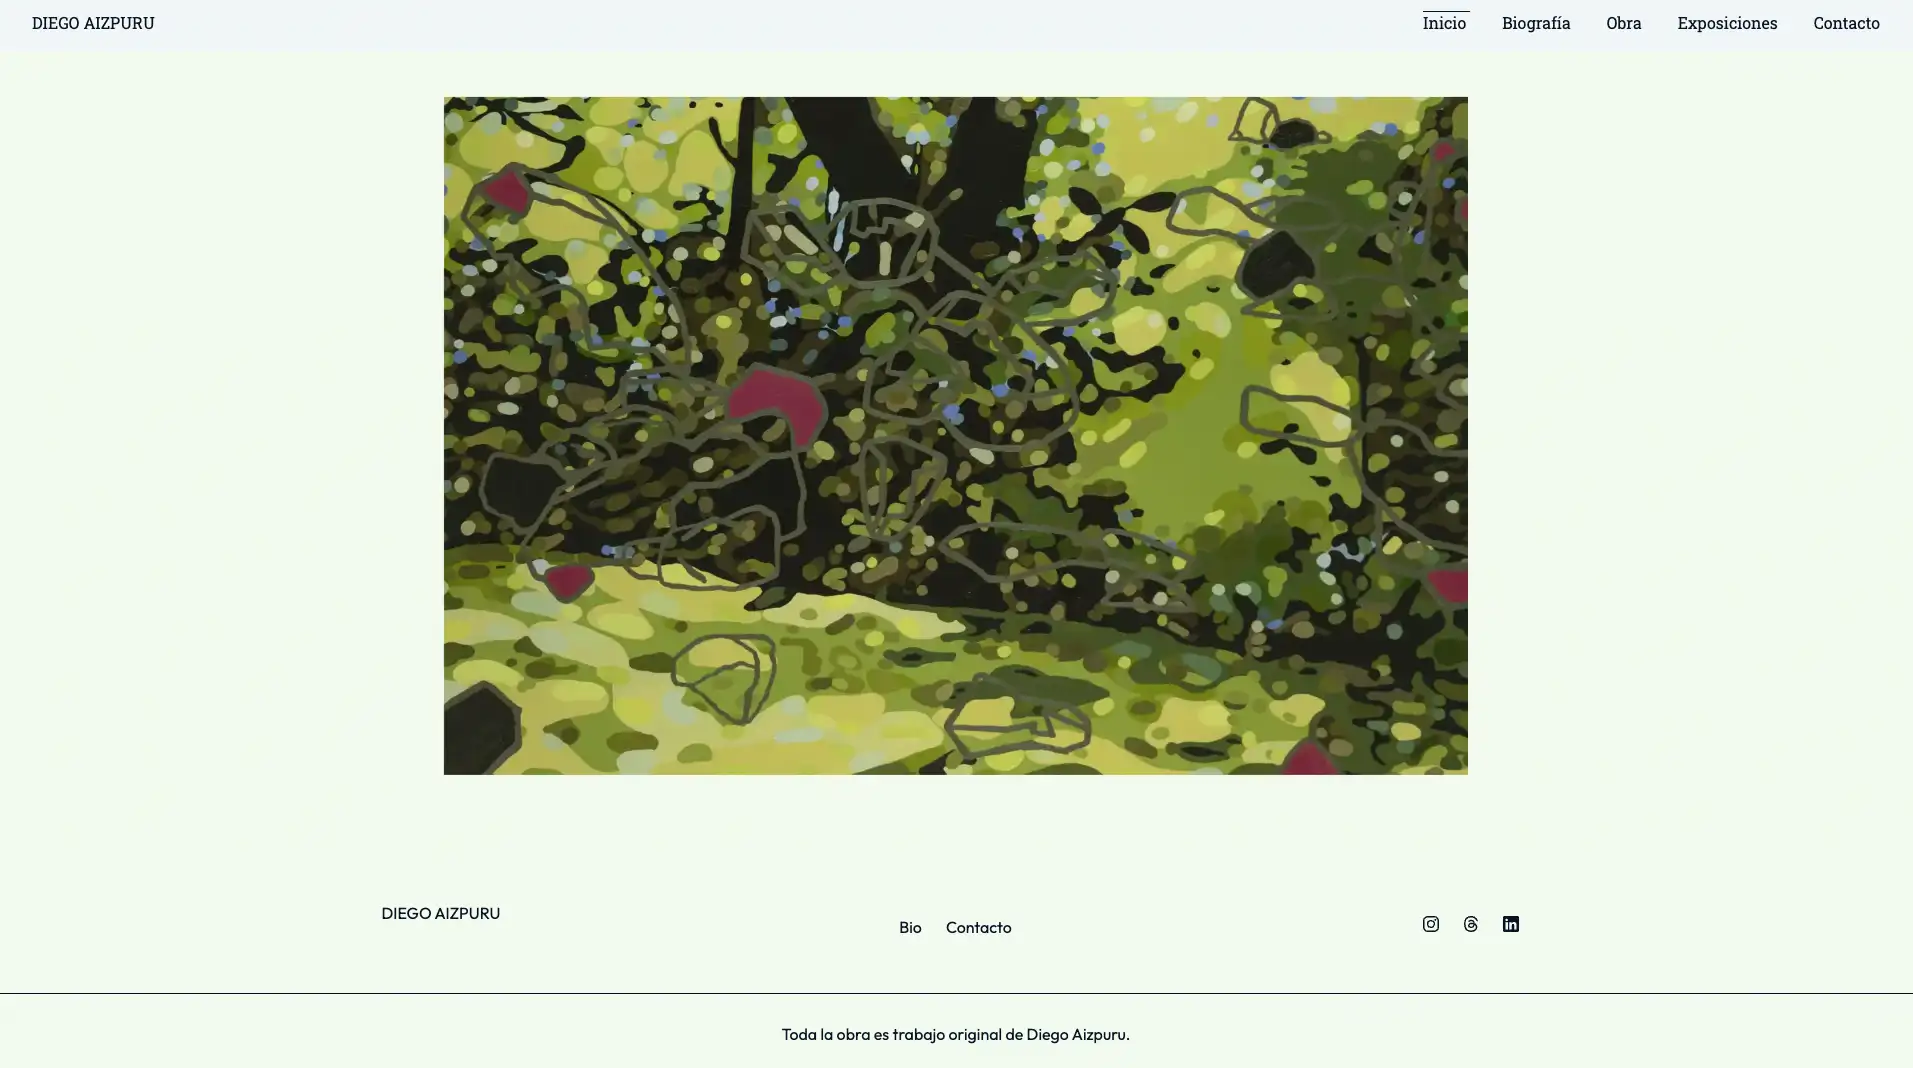 DIEGO AIZPURU
Inicio Biografía Obra Exposiciones Contacto
DIEGO AIZPURU
Bio Contacto
Toda la obra es trabajo original de Diego Aizpuru.